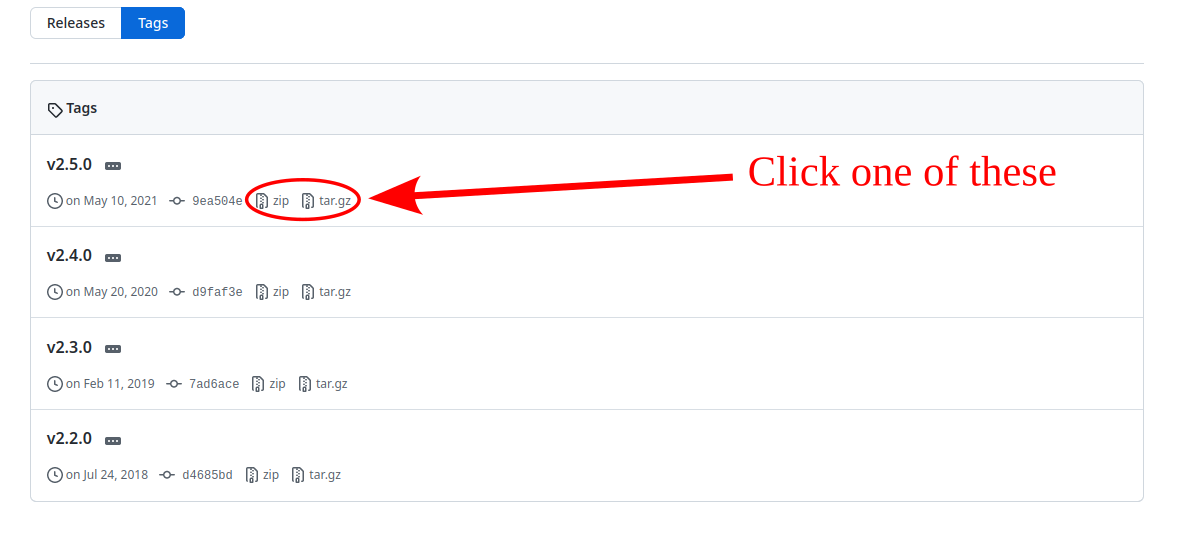 Releases Tags
Tags
v2.5.0
Click one of these
on May 10, 2021 9ea504e zip tar.gz
v2.4.0
on May 20, 2020 d9faf3e zip tar.gz
v2.3.0
on Feb 11, 2019 7ad6ace zip tar.gz
v2.2.0
on Jul 24, 2018 d4685bd zip tar.gz